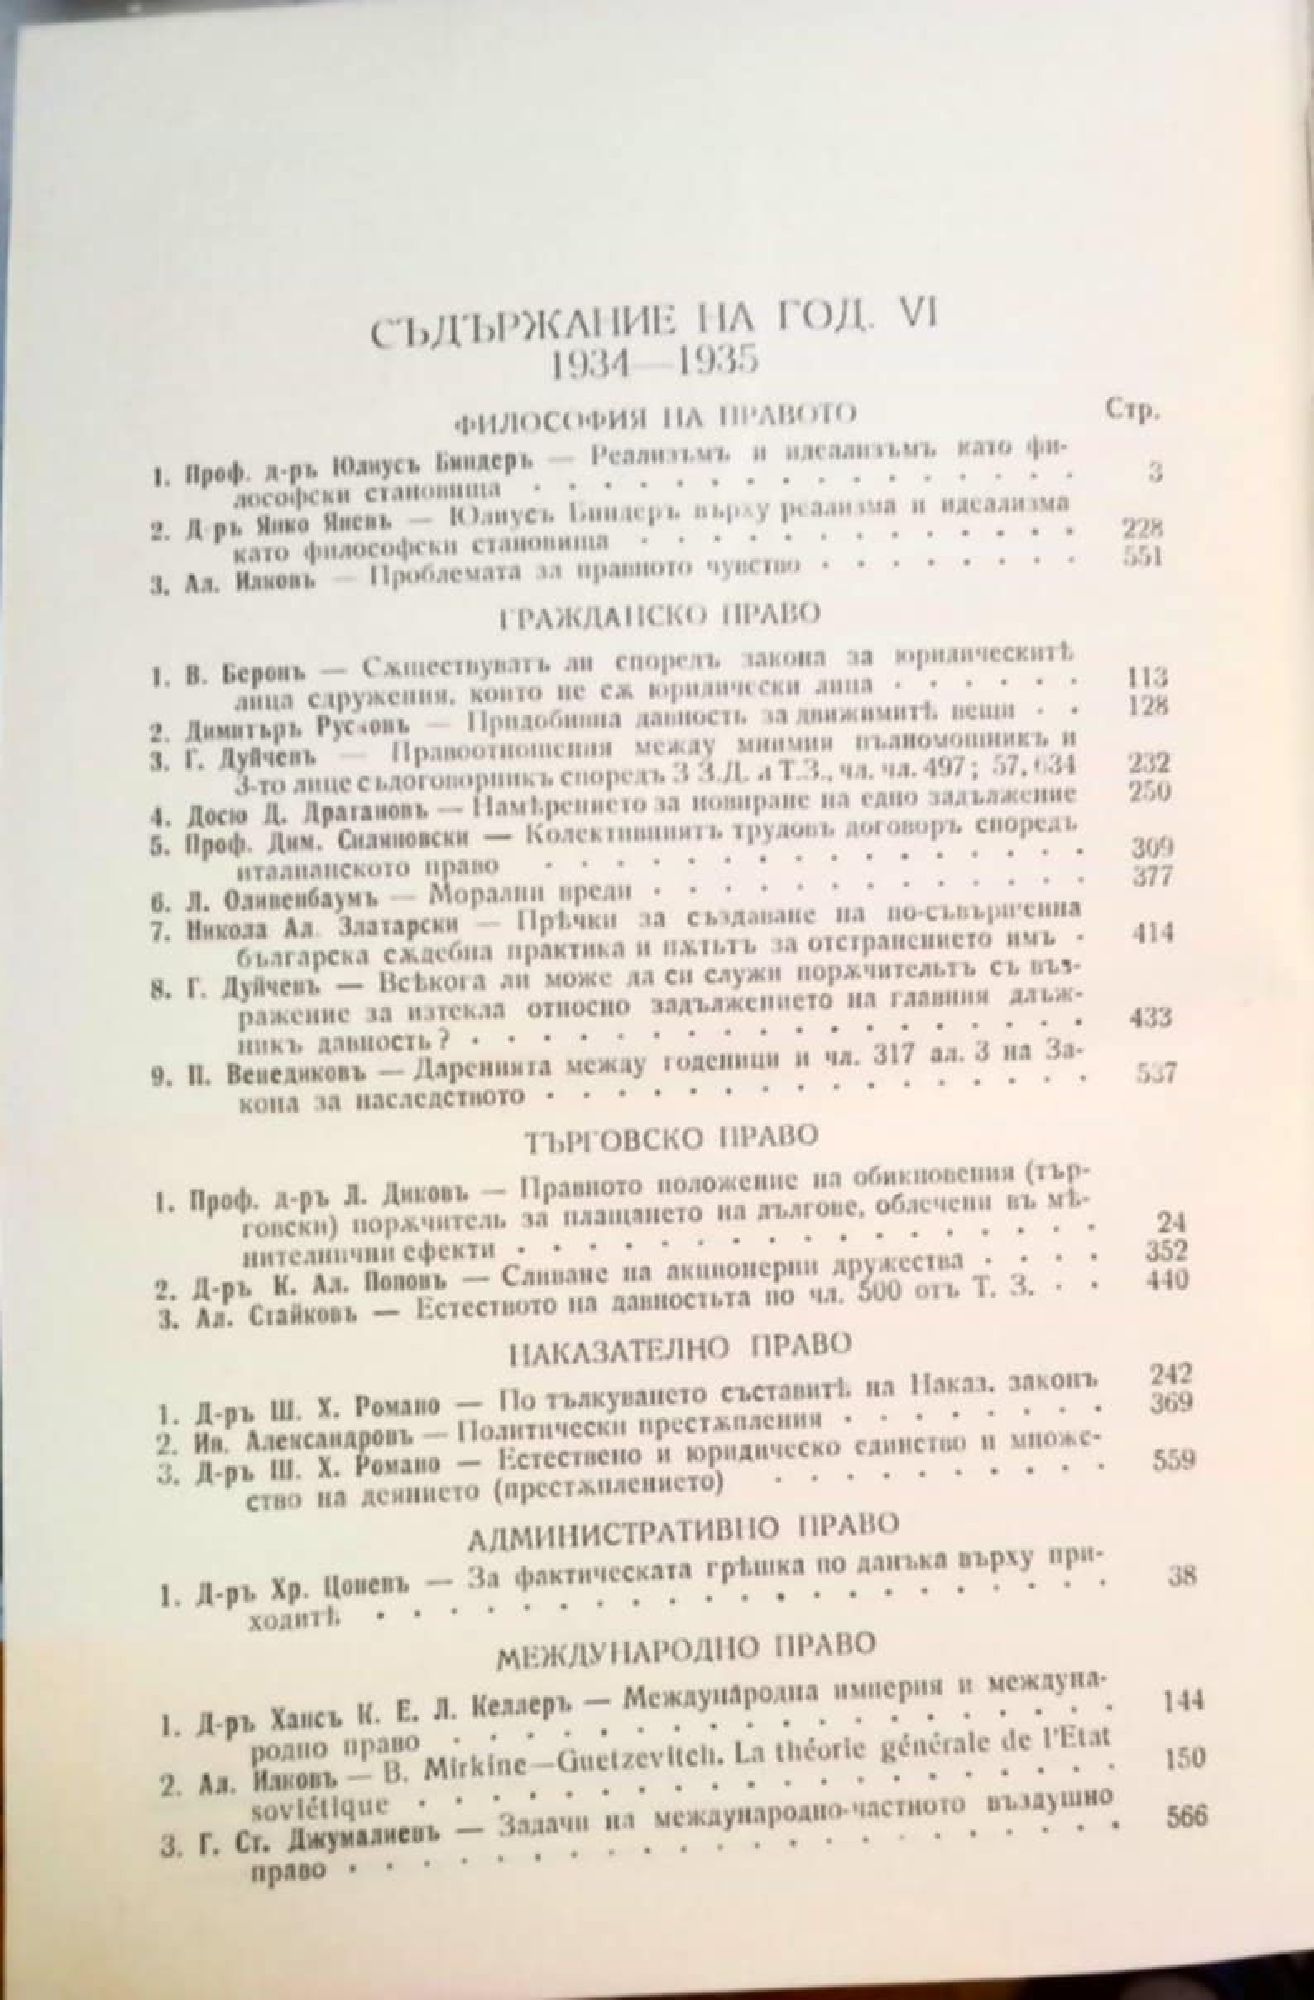 СЪДЪРЖАНИЕ НА ГОД. VI
1934—1935
ФИЛОСОФИЯ НА ПРАВОТО Стр.
1. Проф. д-ръ Юлиусъ Биндеръ — Реализъмъ и идеализъмъ като фи-
лософски становища . . . . . . . . . . . . . . . 3
2. Д-ръ Янко Яневъ — Юлиусъ Биндеръ върху реализма и идеализма
като философски становища . . . . . . . . . . . . . 228
3. Ал. Илковъ — Проблемата за правното чувство . . . . . . . . 551
ГРАЖДАНСКО ПРАВО
1. В. Беронъ — Сѫществуватъ ли споредъ закона за юридическитѣ
лица сдружения, които не сѫ юридически лица . . . . . . 113
2. Димитъръ Русковъ — Придобивна давность за движимитѣ вещи . . 128
3. Г. Дуйчевъ — Правоотношения между мнимия пълномощникъ и
3-то лице съдоговорникъ споредъ З.З.Д. и Т.З., чл. чл. 497; 57, 634 232
4. Досю Д. Драгановъ — Намѣрението за новиране на едно задължение 250
5. Проф. Дим. Силяновски — Колективниятъ трудовъ договоръ споредъ
италианското право . . . . . . . . . . . . . . . 309
6. Л. Оливенбаумъ — Морални вреди . . . . . . . . . . . . 377
7. Никола Ал. Златарски — Прѣчки за създаване на по-съвършенна
българска сѫдебна практика и пѫтьтъ за отстранението имъ . 414
8. Г. Дуйчевъ — Всѣкога ли може да си служи порѫчительтъ съ въз-
ражение за изтекла относно задължението на главния длъж-
никъ давность? . . . . . . . . . . . . . . . . . 433
9. П. Венедиковъ — Даренията между годеници и чл. 317 ал. 3 на За-
кона за наследството . . . . . . . . . . . . . . . 537
ТЪРГОВСКО ПРАВО
1. Проф. д-ръ Л. Диковъ — Правното положение на обикновения (тър-
говски) порѫчитель за плащането на дългове, облечени въ мѣ-
нителнични ефекти . . . . . . . . . . . . . . . . 24
2. Д-ръ К. Ал. Поповъ — Сливане на акционерни дружества . . . . 352
3. Ал. Стайковъ — Естеството на давностьта по чл. 500 отъ Т. З. . . 440
НАКАЗАТЕЛНО ПРАВО
1. Д-ръ Ш. Х. Романо — По тълкуването съставитѣ на Наказ. законъ 242
2. Ив. Александровъ — Политически престѫпления . . . . . . . . 369
3. Д-ръ Ш. Х. Романо — Естествено и юридическо единство и множе-
ство на деянието (престѫплението) . . . . . . . . . . 559
АДМИНИСТРАТИВНО ПРАВО
1. Д-ръ Хр. Цоневъ — За фактическата грѣшка по данъка върху при-
ходитѣ . . . . . . . . . . . . . . . . . . . . 38
МЕЖДУНАРОДНО ПРАВО
1. Д-ръ Хансъ К. Е. Л. Келлеръ — Международна империя и междуна-
родно право . . . . . . . . . . . . . . . . . . 144
2. Ал. Илковъ — B. Mirkine—Guetzevitch. La théorie générale de l'Etat
soviétique . . . . . . . . . . . . . . . . . . . 150
3. Г. Ст. Джумалиевъ — Задачи на международно-частното въздушно
право . . . . . . . . . . . . . . . . . . . . . 566